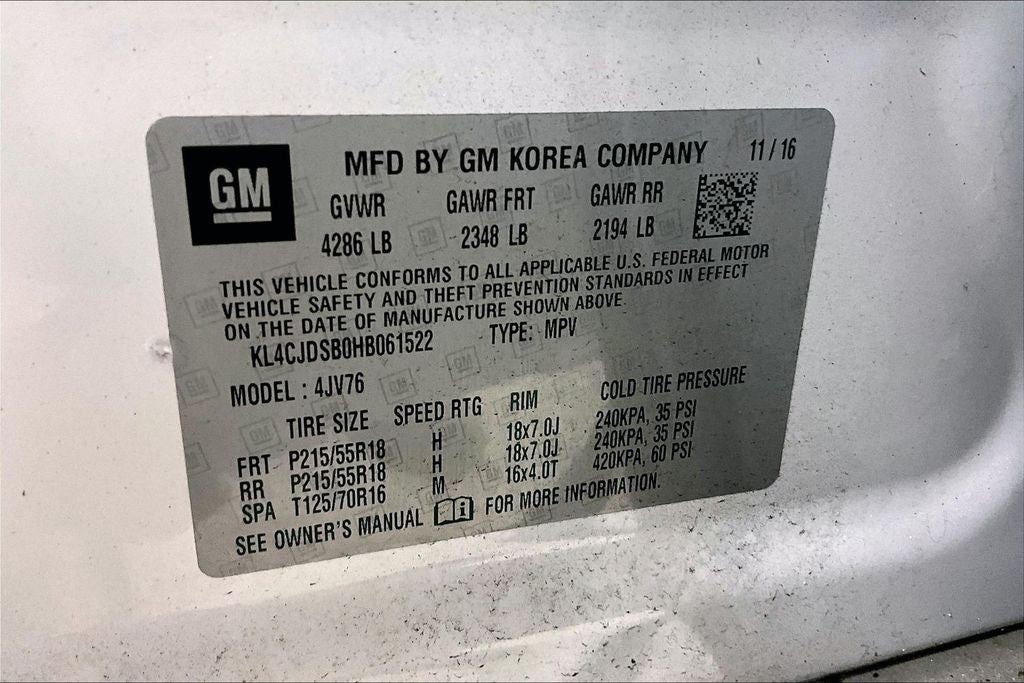 GM
MFD BY GM KOREA COMPANY 11/16
GVWR GAWR FRT GAWR RR
4286 LB 2348 LB 2194 LB
THIS VEHICLE CONFORMS TO ALL APPLICABLE U.S. FEDERAL MOTOR
VEHICLE SAFETY AND THEFT PREVENTION STANDARDS IN EFFECT
ON THE DATE OF MANUFACTURE SHOWN ABOVE.
KL4CJDSB0HB061522 TYPE: MPV
MODEL : 4JV76
TIRE SIZE SPEED RTG RIM COLD TIRE PRESSURE
FRT P215/55R18 H 18x7.0J 240KPA, 35 PSI
RR P215/55R18 H 18x7.0J 240KPA, 35 PSI
SPA T125/70R16 M 16x4.0T 420KPA, 60 PSI
SEE OWNER'S MANUAL FOR MORE INFORMATION.